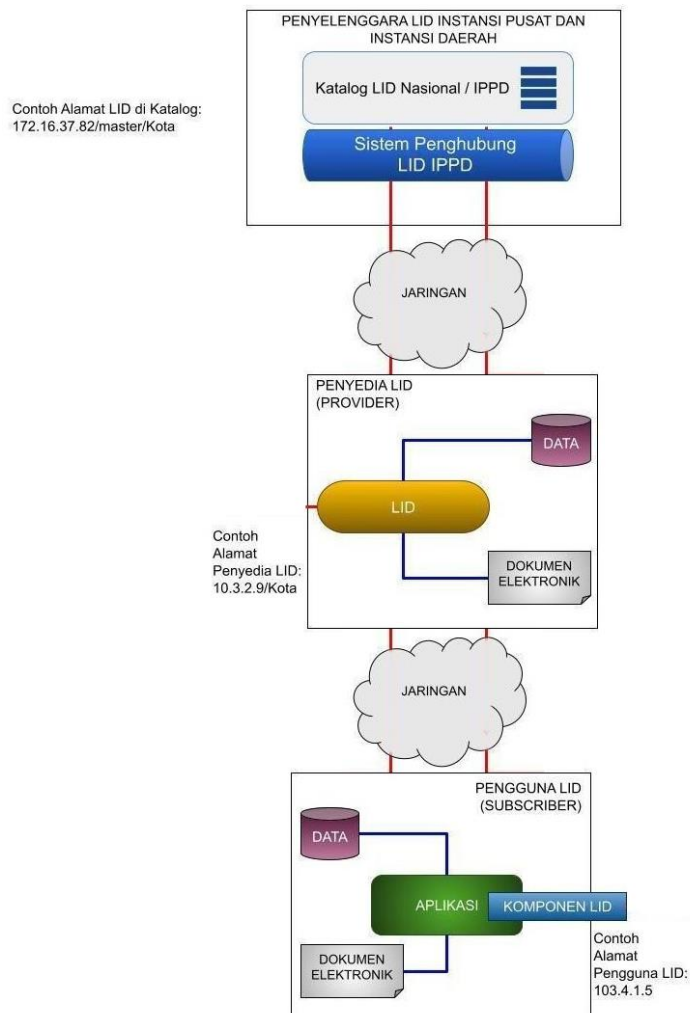 PENYELENGGARA LID INSTANSI PUSAT DAN
INSTANSI DAERAH
Katalog LID Nasional / IPPD
Contoh Alamat LID di Katalog:
172.16.37.82/master/Kota
Sistem Penghubung
LID IPPD
JARINGAN
PENYEDIA LID
(PROVIDER)
DATA
LID
Contoh
Alamat
Penyedia LID:
10.3.2.9/Kota
DOKUMEN
ELEKTRONIK
JARINGAN
PENGGUNA LID
(SUBSCRIBER)
DATA
APLIKASI
KOMPONEN LID
DOKUMEN
ELEKTRONIK
Contoh
Alamat
Pengguna LID:
103.4.1.5